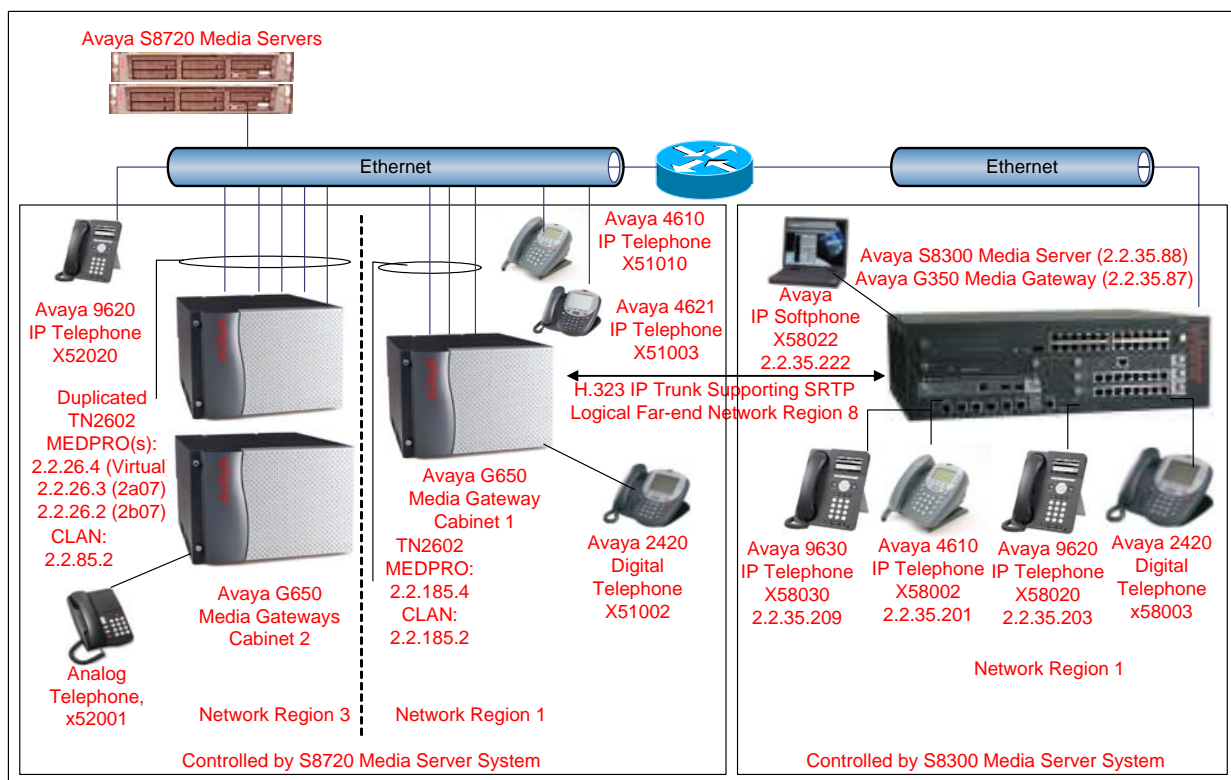 Avaya S8720 Media Servers
Ethernet
Ethernet
Avaya 9620
IP Telephone
X52020
Duplicated
TN2602
MEDPRO(s):
2.2.26.4 (Virtual
2.2.26.3 (2a07)
2.2.26.2 (2b07)
CLAN:
2.2.85.2
Analog
Telephone,
x52001
Avaya G650
Media Gateways
Cabinet 2
Network Region 3
Avaya 4610
IP Telephone
X51010
Avaya 4621
IP Telephone
X51003
Avaya G650
Media Gateway
Cabinet 1
TN2602
MEDPRO:
2.2.185.4
CLAN:
2.2.185.2
Avaya 2420
Digital
Telephone
X51002
Network Region 1
Controlled by S8720 Media Server System
H.323 IP Trunk Supporting SRTP
Logical Far-end Network Region 8
Avaya S8300 Media Server (2.2.35.88)
Avaya G350 Media Gateway (2.2.35.87)
Avaya
IP Softphone
X58022
2.2.35.222
Avaya 9630
IP Telephone
X58030
2.2.35.209
Avaya 4610
IP Telephone
X58002
2.2.35.201
Avaya 9620
IP Telephone
X58020
2.2.35.203
Avaya 2420
Digital
Telephone
x58003
Network Region 1
Controlled by S8300 Media Server System